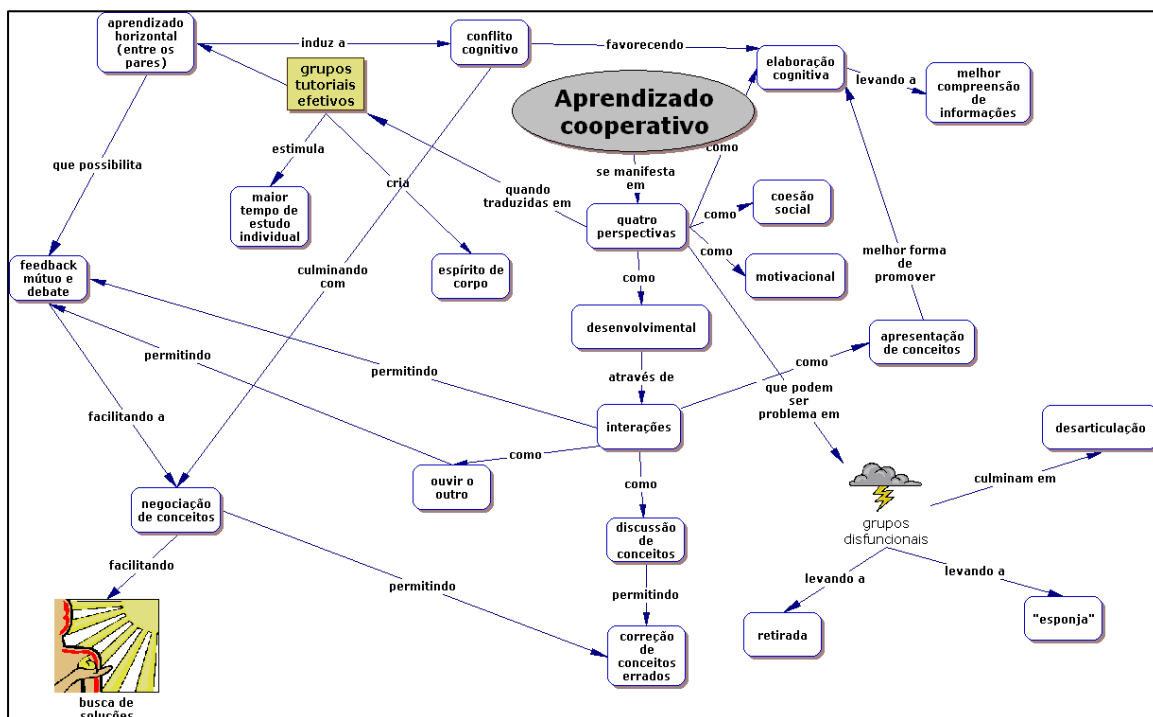 aprendizado
horizontal
(entre os
pares)
induz a
conflito
cognitivo
favorecendo
elaboração
cognitiva
levando a
melhor
compreensão
de
informações
grupos
tutoriais
efetivos
Aprendizado
cooperativo
estimula
que possibilita
cria
quando
traduzidas em
se manifesta
em
como
maior
tempo de
estudo
individual
quatro
perspectivas
como
coesão
social
como
motivacional
melhor forma
de
promover
feedback
mútuo e
debate
culminando
com
espírito de
corpo
como
desenvolvimental
apresentação
de conceitos
permitindo
permitindo
através de
como
que podem
ser
problema em
facilitando a
interações
desarticulação
como
ouvir o
outro
como
culminam em
negociação
de conceitos
discussão
de
conceitos
grupos
disfuncionais
facilitando
permitindo
permitindo
levando a
levando a
retirada
"esponja"
correção
de
conceitos
errados
busca de
soluções